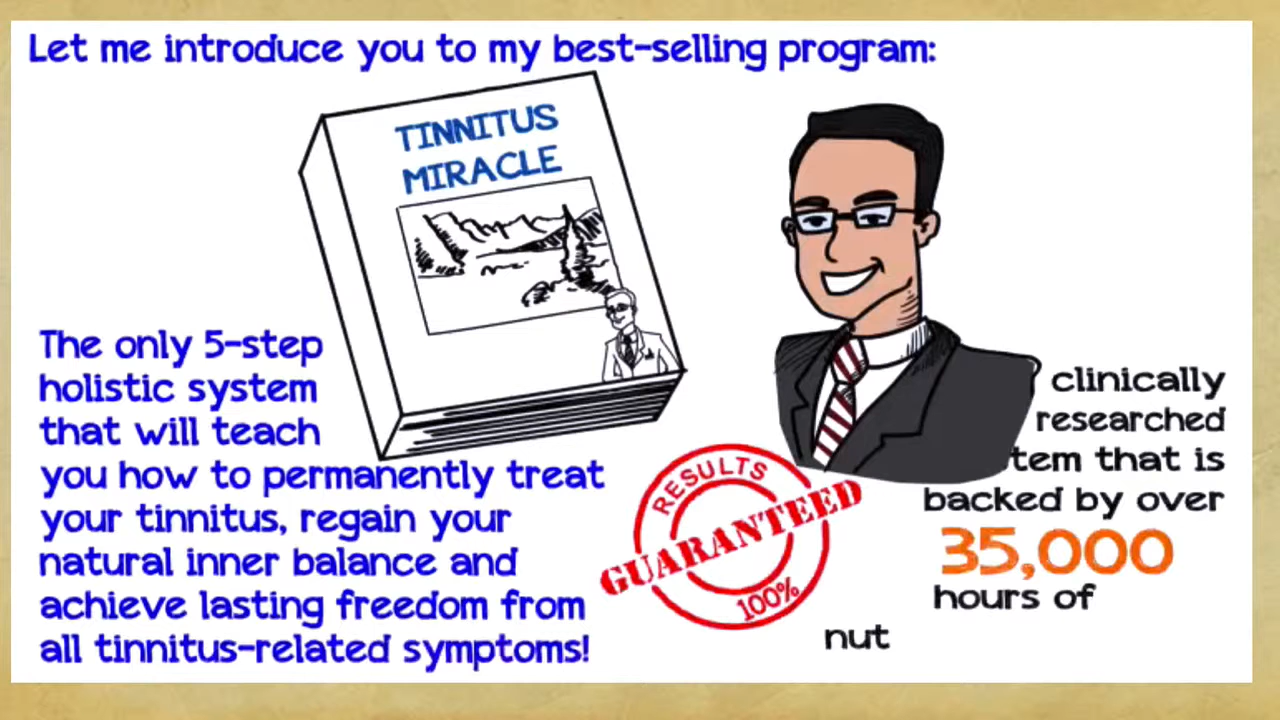 Let me introduce you to my best-selling program:
TINNITUS
MIRACLE
The only 5-step
holistic system
that will teach
you how to permanently treat
your tinnitus, regain your
natural inner balance and
achieve lasting freedom from
all tinnitus-related symptoms!
RESULTS
GUARANTEED
100%
clinically
researched
tem that is
backed by over
35,000
hours of
nut